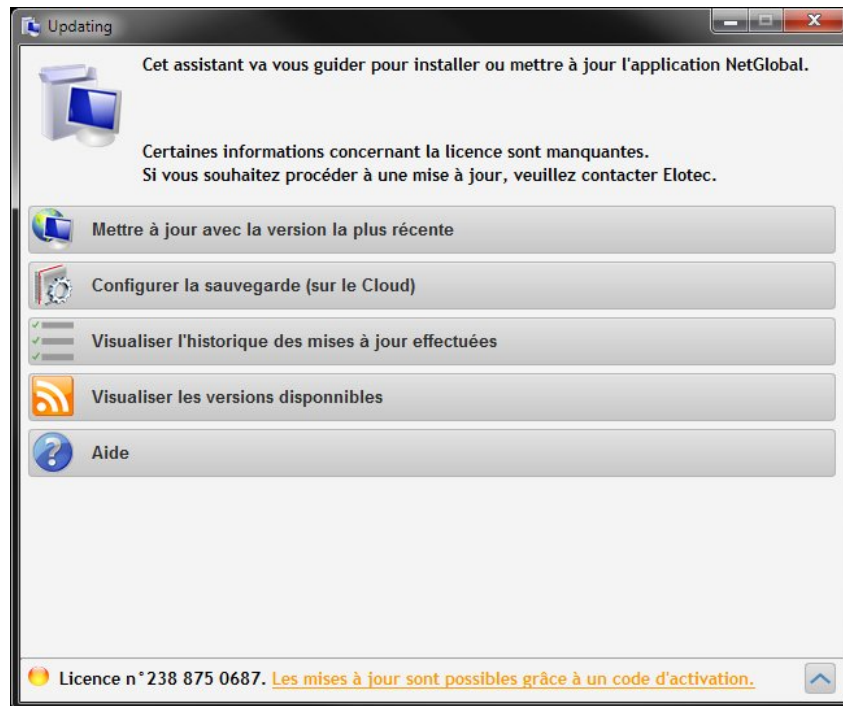 Updating
Cet assistant va vous guider pour installer ou mettre à jour l'application NetGlobal.
Certaines informations concernant la licence sont manquantes.
Si vous souhaitez procéder à une mise à jour, veuillez contacter Elotec.
Mettre à jour avec la version la plus récente
Configurer la sauvegarde (sur le Cloud)
Visualiser l'historique des mises à jour effectuées
Visualiser les versions disponnibles
Aide
Licence n°238 875 0687. Les mises à jour sont possibles grâce à un code d'activation.